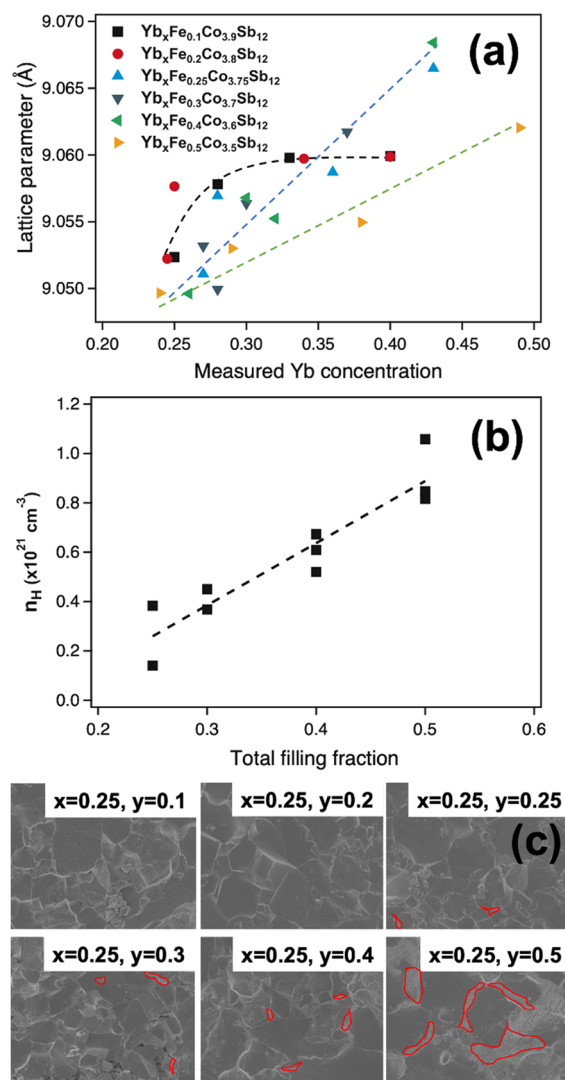 (a)
YbₓFe₀.₁Co₃.₉Sb₁₂
YbₓFe₀.₂Co₃.₈Sb₁₂
YbₓFe₀.₂₅Co₃.₇₅Sb₁₂
YbₓFe₀.₃Co₃.₇Sb₁₂
YbₓFe₀.₄Co₃.₆Sb₁₂
YbₓFe₀.₅Co₃.₅Sb₁₂
Lattice parameter (Å)
9.070
9.065
9.060
9.055
9.050
0.20 0.25 0.30 0.35 0.40 0.45 0.50
Measured Yb concentration
(b)
n_H (x10²¹ cm⁻³)
1.2
1.0
0.8
0.6
0.4
0.2
0.0
0.2 0.3 0.4 0.5 0.6
Total filling fraction
x=0.25, y=0.1 x=0.25, y=0.2 x=0.25, y=0.25
(c)
x=0.25, y=0.3 x=0.25, y=0.4 x=0.25, y=0.5